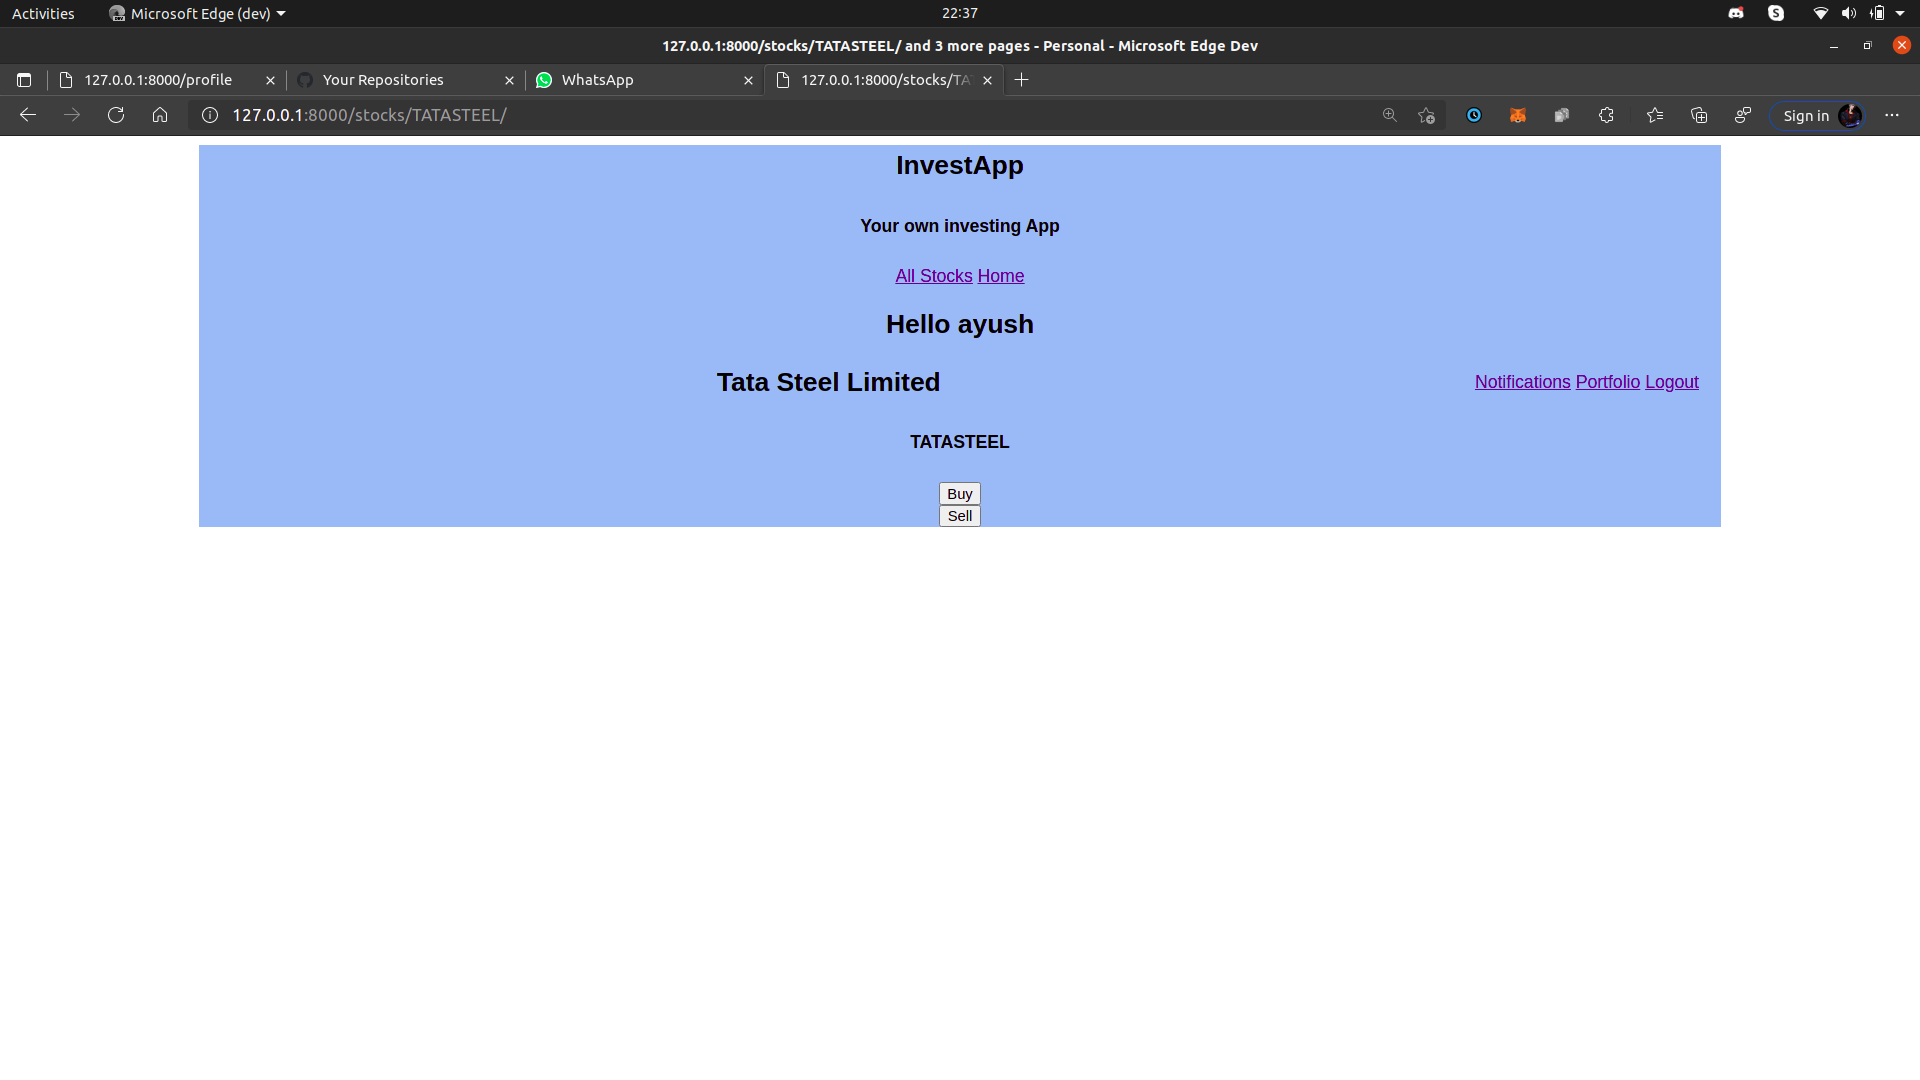 Activities Microsoft Edge (dev) 22:37
127.0.0.1:8000/stocks/TATASTEEL/ and 3 more pages - Personal - Microsoft Edge Dev
127.0.0.1:8000/profile Your Repositories WhatsApp 127.0.0.1:8000/stocks/TA
127.0.0.1:8000/stocks/TATASTEEL/ Sign in
InvestApp
Your own investing App
All Stocks Home
Hello ayush
Tata Steel Limited Notifications Portfolio Logout
TATASTEEL
Buy
Sell